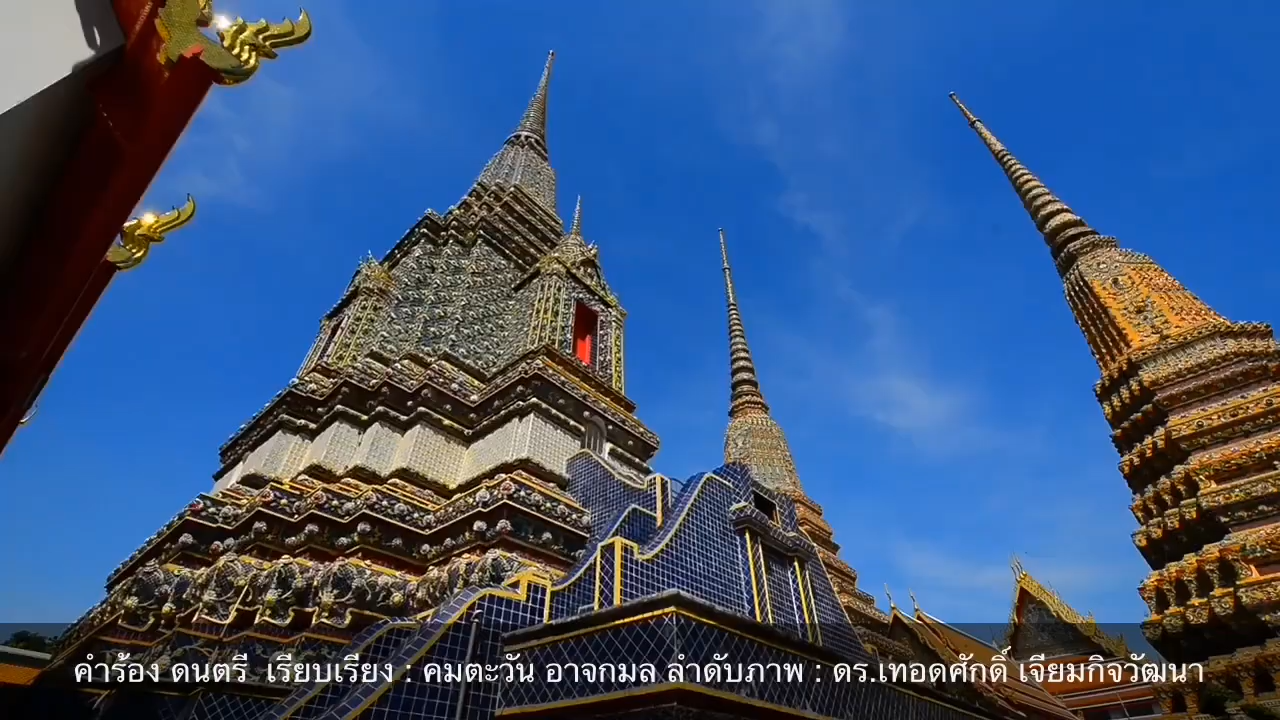 คำร้อง ดนตรี  เรียบเรียง : คมตะวัน อาจกมล ลำดับภาพ : ดร.เทอดศักดิ์ เจียมกิจวัฒนา